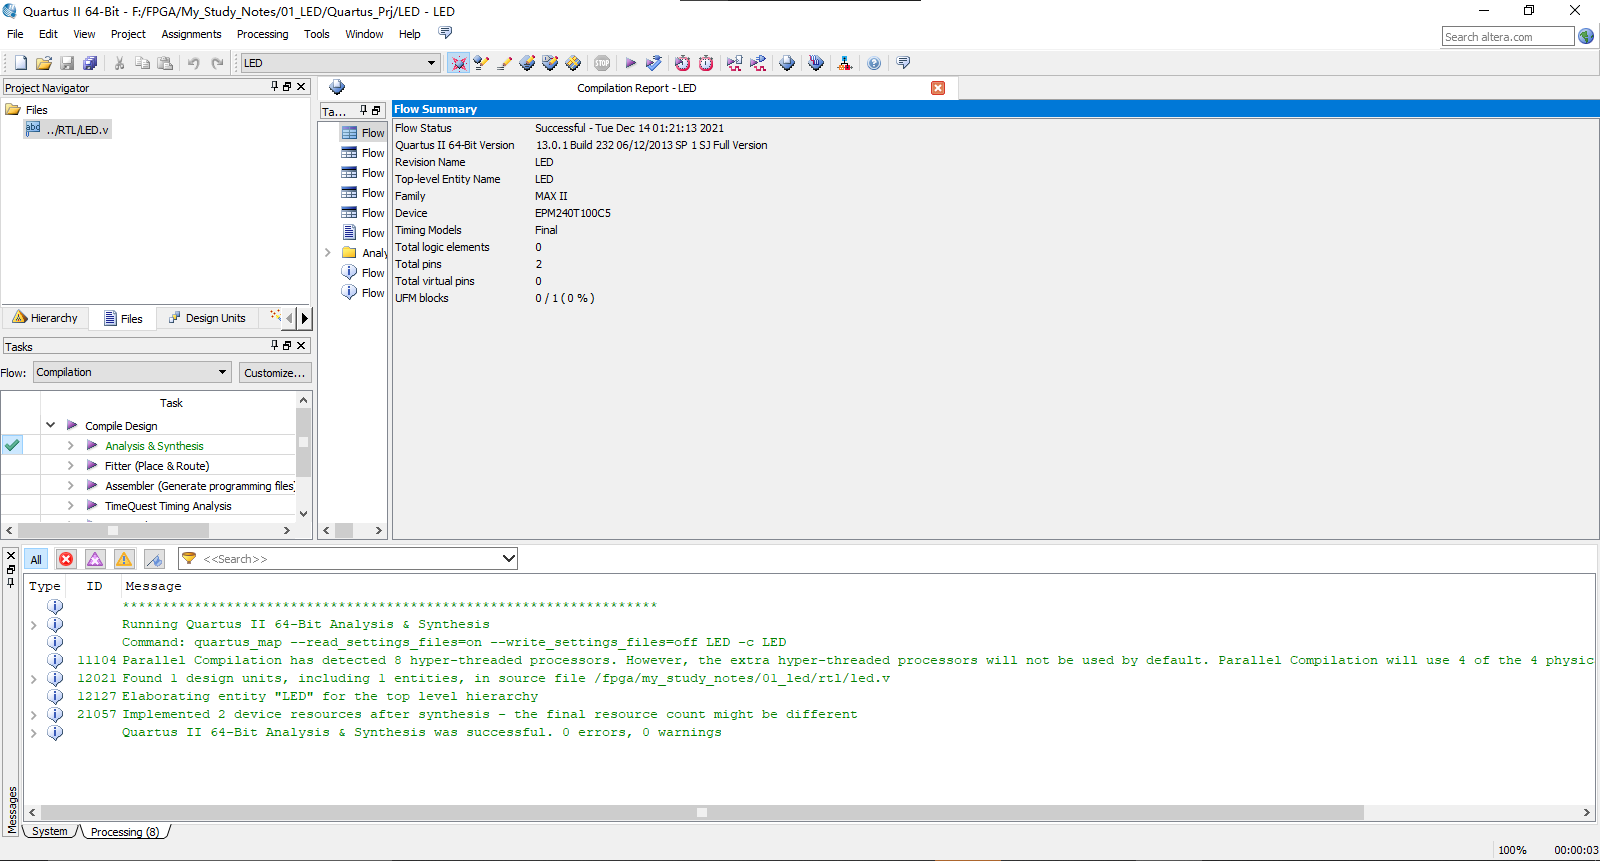 Quartus II 64-Bit - F:/FPGA/My_Study_Notes/01_LED/Quartus_Prj/LED - LED
File Edit View Project Assignments Processing Tools Window Help
Search altera.com
LED
Project Navigator
Files
abc ../RTL/LED.v
Hierarchy Files Design Units
Tasks
Flow: Compilation Customize...
Task
Compile Design
Analysis & Synthesis
Fitter (Place & Route)
Assembler (Generate programming files)
TimeQuest Timing Analysis
Compilation Report - LED
Ta...
Flow
Flow
Flow
Flow
Flow
Flow
Analy
Flow
Flow
Flow Summary
Flow Status Successful - Tue Dec 14 01:21:13 2021
Quartus II 64-Bit Version 13.0.1 Build 232 06/12/2013 SP 1 SJ Full Version
Revision Name LED
Top-level Entity Name LED
Family MAX II
Device EPM240T100C5
Timing Models Final
Total logic elements 0
Total pins 2
Total virtual pins 0
UFM blocks 0 / 1 ( 0 % )
All <<Search>>
Type ID Message
*******************************************************************
Running Quartus II 64-Bit Analysis & Synthesis
Command: quartus_map --read_settings_files=on --write_settings_files=off LED -c LED
11104 Parallel Compilation has detected 8 hyper-threaded processors. However, the extra hyper-threaded processors will not be used by default. Parallel Compilation will use 4 of the 4 physic
12021 Found 1 design units, including 1 entities, in source file /fpga/my_study_notes/01_led/rtl/led.v
12127 Elaborating entity "LED" for the top level hierarchy
21057 Implemented 2 device resources after synthesis - the final resource count might be different
Quartus II 64-Bit Analysis & Synthesis was successful. 0 errors, 0 warnings
Messages
System Processing (8)
100% 00:00:03